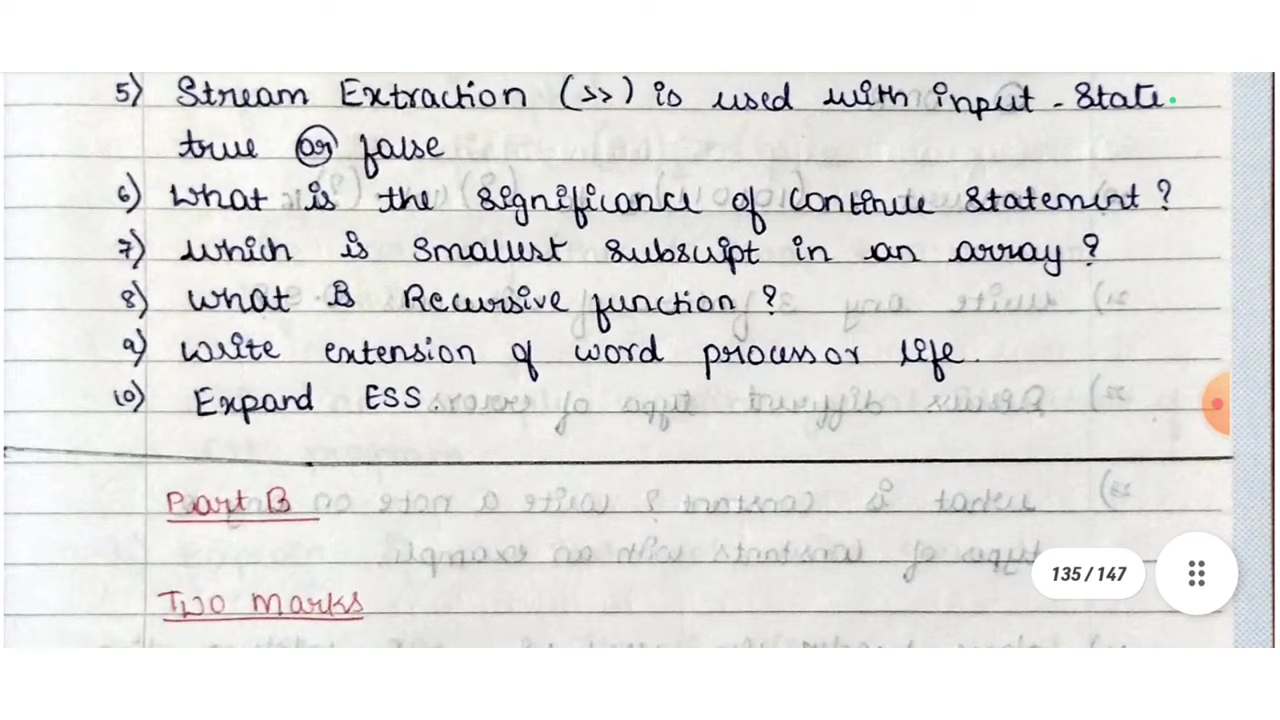 5) Stream Extraction (>>) is used with input - State.
true or false
6) What is the significance of continue statement ?
7) which is smallest subscipt in an array ?
8) what is Recursive function ?
9) write extension of word processor life.
10) Expand ESS.
Part B
135 / 147
Two marks